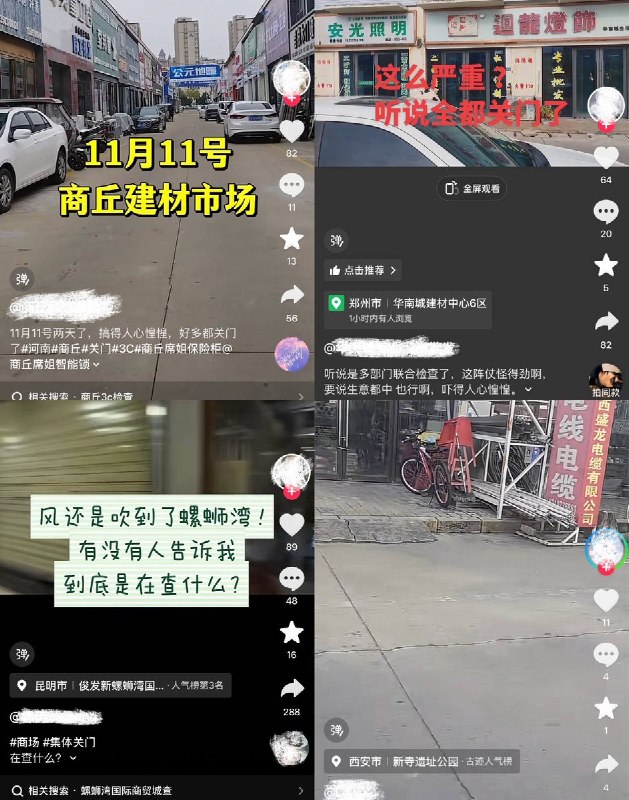 公元地暖
11月11号
商丘建材市场
82
11
13
56
弹
@
11月11号两天了，搞得人心惶惶，好多都关门
了#河南#商丘#关门#3C#商丘席姐保险柜@
商丘席姐智能锁
相关搜索 · 商丘3c检查
安光照明
迴龍燈飾
这么严重？
听说全都关门了
64
全屏观看
20
弹
5
点击推荐
郑州市 | 华南城建材中心6区
1小时内有人浏览
82
@
听说是多部门联合检查了，这阵仗怪得劲啊，
要说生意都中 也行啊，吓得人心惶惶。
拍同款
风还是吹到了螺蛳湾！
有没有人告诉我
到底是在查什么？
89
48
16
弹
昆明市 | 俊发新螺蛳湾国... · 人气榜第3名
288
@
#商场 #集体关门
在查什么？
相关搜索 · 螺蛳湾国际商贸城查
电线电缆
西盛龙电缆有限公司
11
4
1
弹
西安市 | 新寺遗址公园 · 古迹人气榜
4
@